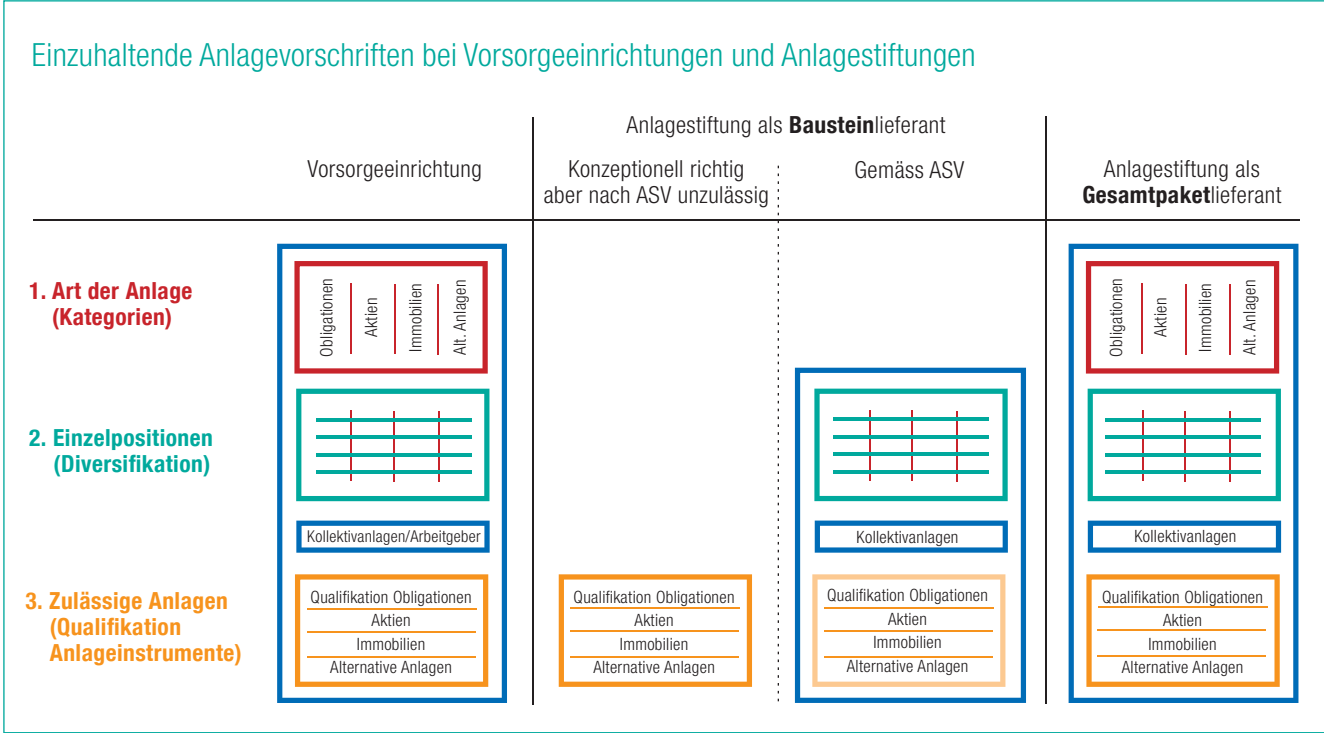 Einzuhaltende Anlagevorschriften bei Vorsorgeeinrichtungen und Anlagestiftungen
Anlagestiftung als Bausteinlieferant
Vorsorgeeinrichtung
Konzeptionell richtig
aber nach ASV unzulässig
Gemäss ASV
Anlagestiftung als
Gesamtpaketlieferant
1. Art der Anlage
(Kategorien)
Obligationen
Aktien
Immobilien
Alt. Anlagen
Obligationen
Aktien
Immobilien
Alt. Anlagen
2. Einzelpositionen
(Diversifikation)
Kollektivanlagen/Arbeitgeber
Kollektivanlagen
Kollektivanlagen
3. Zulässige Anlagen
(Qualifikation
Anlageinstrumente)
Qualifikation Obligationen
Aktien
Immobilien
Alternative Anlagen
Qualifikation Obligationen
Aktien
Immobilien
Alternative Anlagen
Qualifikation Obligationen
Aktien
Immobilien
Alternative Anlagen
Qualifikation Obligationen
Aktien
Immobilien
Alternative Anlagen